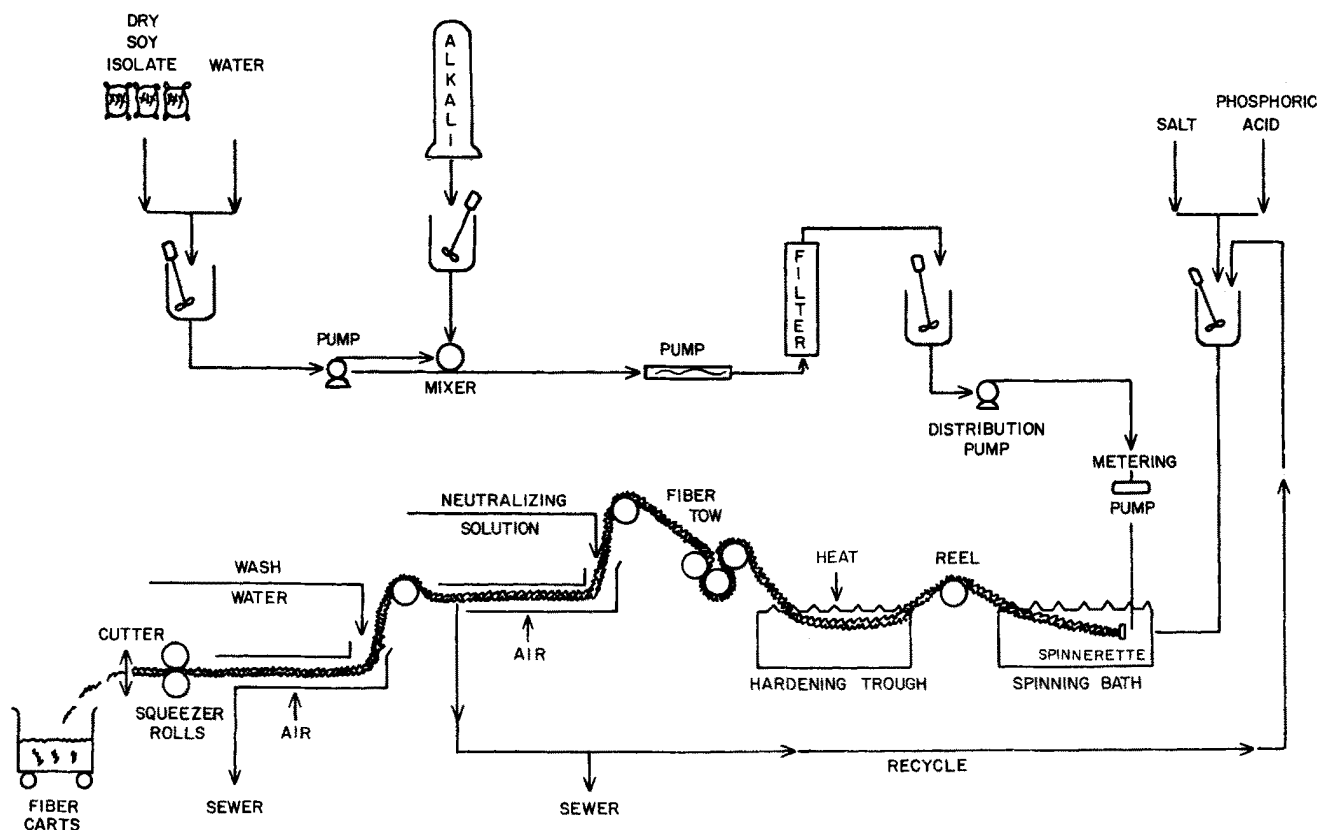 DRY
SOY
ISOLATE
WATER
ALKALI
SALT
PHOSPHORIC
ACID
FILTER
PUMP
MIXER
PUMP
DISTRIBUTION
PUMP
METERING
PUMP
NEUTRALIZING
SOLUTION
FIBER
TOW
HEAT
REEL
WASH
WATER
AIR
SPINNERETTE
CUTTER
HARDENING TROUGH
SPINNING BATH
SQUEEZER
ROLLS
AIR
RECYCLE
FIBER
CARTS
SEWER
SEWER